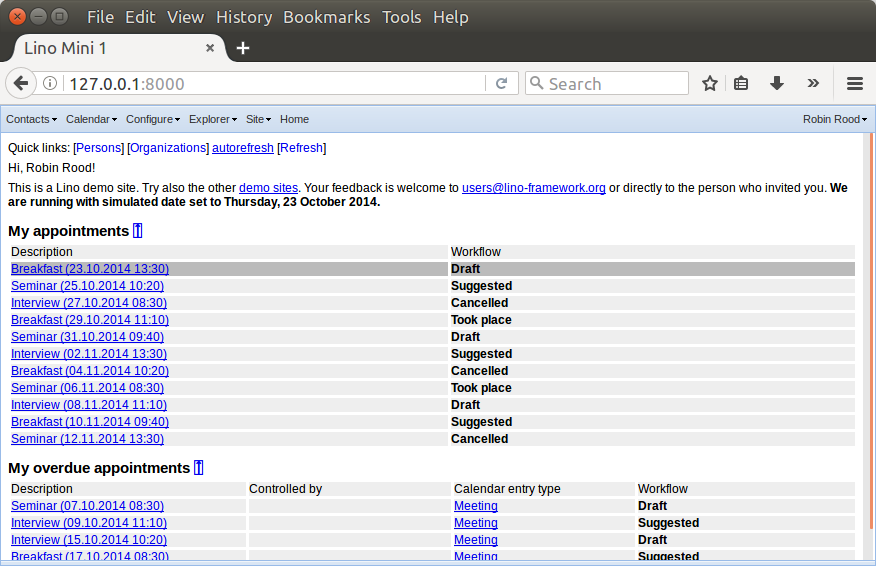 File Edit View History Bookmarks Tools Help
Lino Mini 1
127.0.0.1:8000 Search
Contacts Calendar Configure Explorer Site Home Robin Rood
Quick links: [Persons] [Organizations] autorefresh [Refresh]
Hi, Robin Rood!
This is a Lino demo site. Try also the other demo sites. Your feedback is welcome to users@lino-framework.org or directly to the person who invited you. We
are running with simulated date set to Thursday, 23 October 2014.
My appointments
Description Workflow
Breakfast (23.10.2014 13:30) Draft
Seminar (25.10.2014 10:20) Suggested
Interview (27.10.2014 08:30) Cancelled
Breakfast (29.10.2014 11:10) Took place
Seminar (31.10.2014 09:40) Draft
Interview (02.11.2014 13:30) Suggested
Breakfast (04.11.2014 10:20) Cancelled
Seminar (06.11.2014 08:30) Took place
Interview (08.11.2014 11:10) Draft
Breakfast (10.11.2014 09:40) Suggested
Seminar (12.11.2014 13:30) Cancelled
My overdue appointments
Description Controlled by Calendar entry type Workflow
Seminar (07.10.2014 08:30) Meeting Draft
Interview (09.10.2014 11:10) Meeting Suggested
Interview (15.10.2014 10:20) Meeting Draft
Breakfast (17.10.2014 08:30) Meeting Suggested